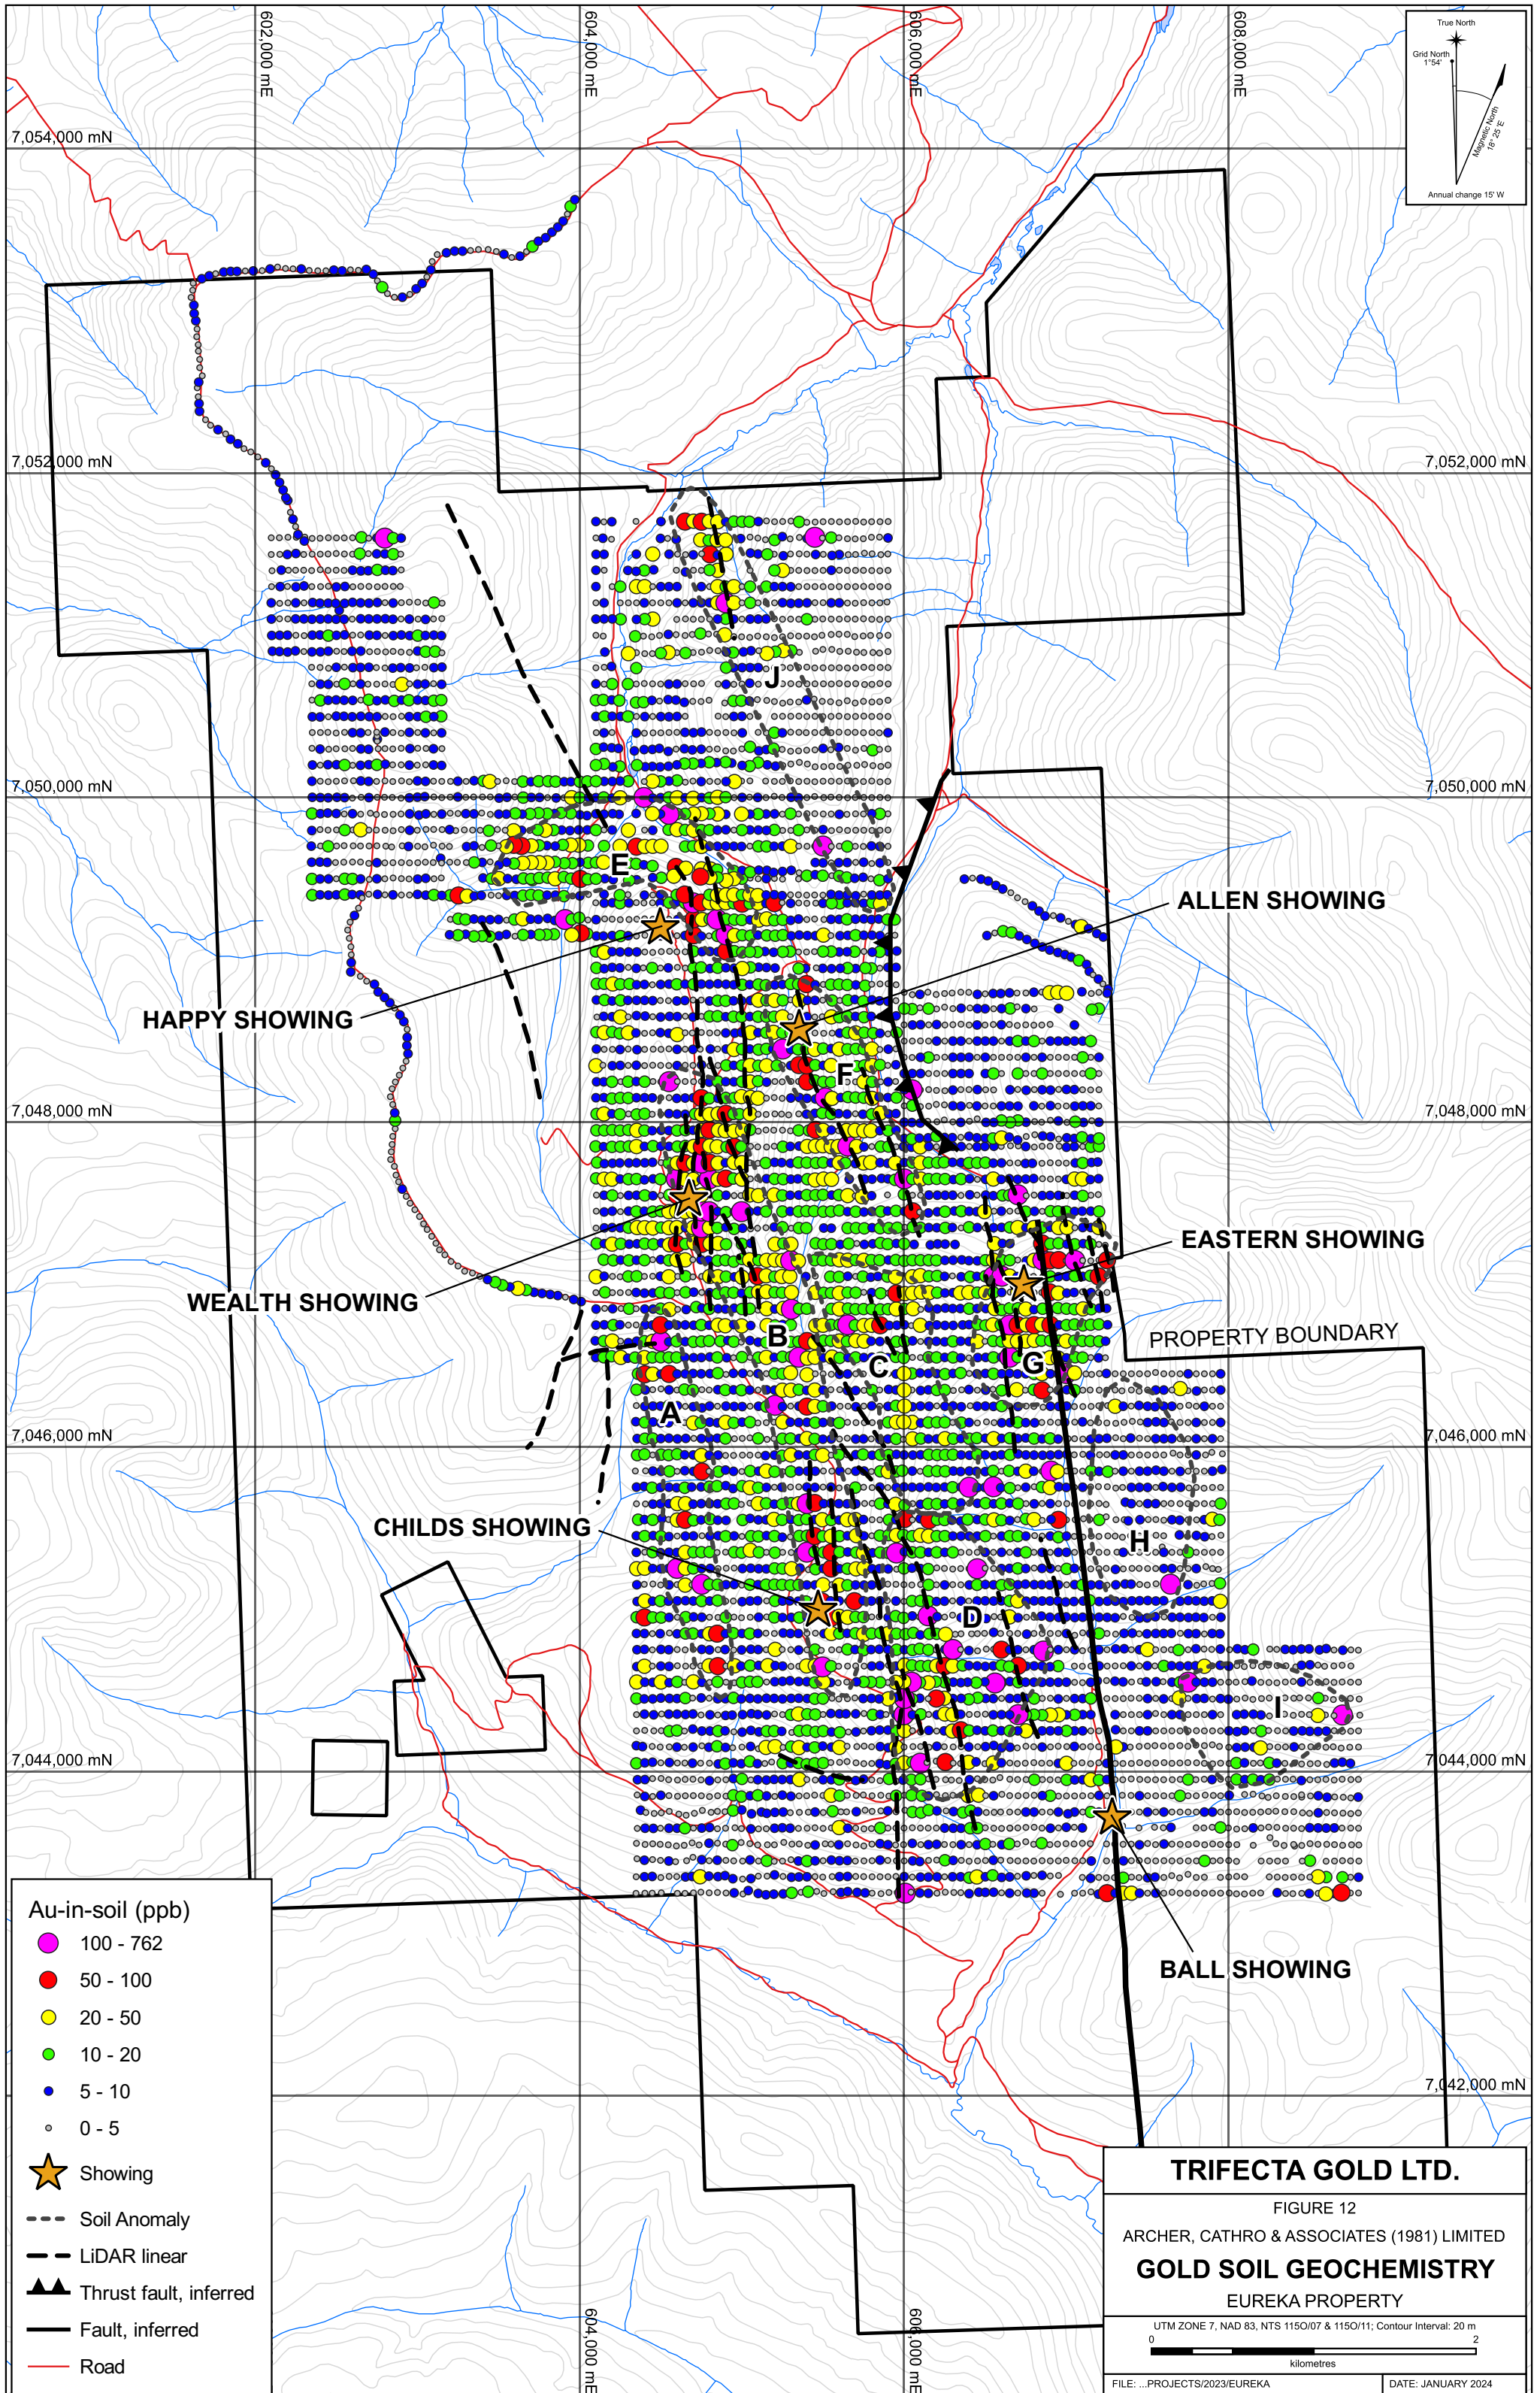 602,000 mE
604,000 mE
606,000 mE
608,000 mE
True North
Grid North
1°54'
Magnetic North
18° 25 'E
Annual change 15' W
7,054,000 mN
7,052,000 mN
7,052,000 mN
J
7,050,000 mN
7,050,000 mN
E
ALLEN SHOWING
HAPPY SHOWING
F
7,048,000 mN
7,048,000 mN
EASTERN SHOWING
WEALTH SHOWING
B
PROPERTY BOUNDARY
C
G
A
7,046,000 mN
7,046,000 mN
CHILDS SHOWING
H
D
I
7,044,000 mN
7,044,000 mN
BALL SHOWING
7,042,000 mN
604,000 mE
606,000 mE
Au-in-soil (ppb)
100 - 762
50 - 100
20 - 50
10 - 20
5 - 10
0 - 5
Showing
Soil Anomaly
LiDAR linear
Thrust fault, inferred
Fault, inferred
Road
TRIFECTA GOLD LTD.
FIGURE 12
ARCHER, CATHRO & ASSOCIATES (1981) LIMITED
GOLD SOIL GEOCHEMISTRY
EUREKA PROPERTY
UTM ZONE 7, NAD 83, NTS 115O/07 & 115O/11; Contour Interval: 20 m
0 2
kilometres
FILE: ...PROJECTS/2023/EUREKA DATE: JANUARY 2024